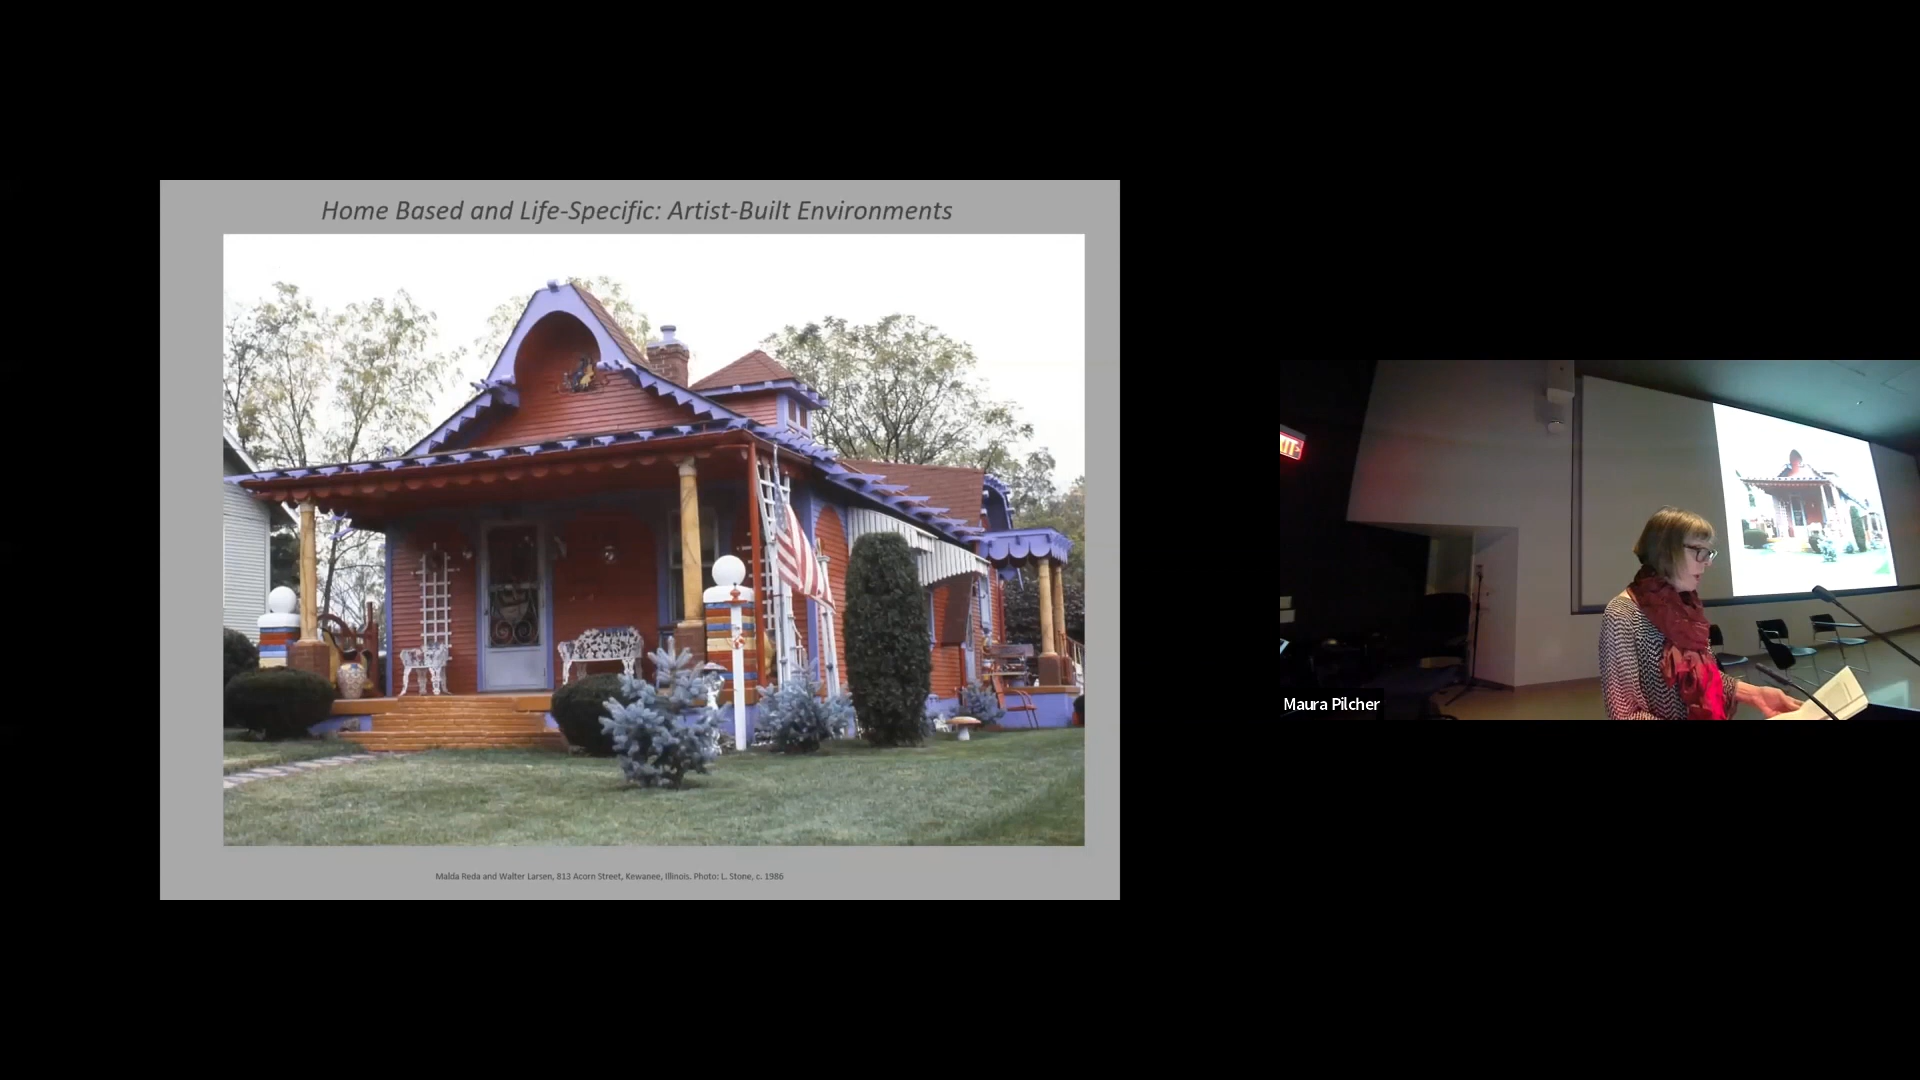 Home Based and Life-Specific: Artist-Built Environments
Malda Reda and Walter Larsen, 813 Acorn Street, Kewanee, Illinois. Photo: L. Stone, c. 1986
Maura Pilcher